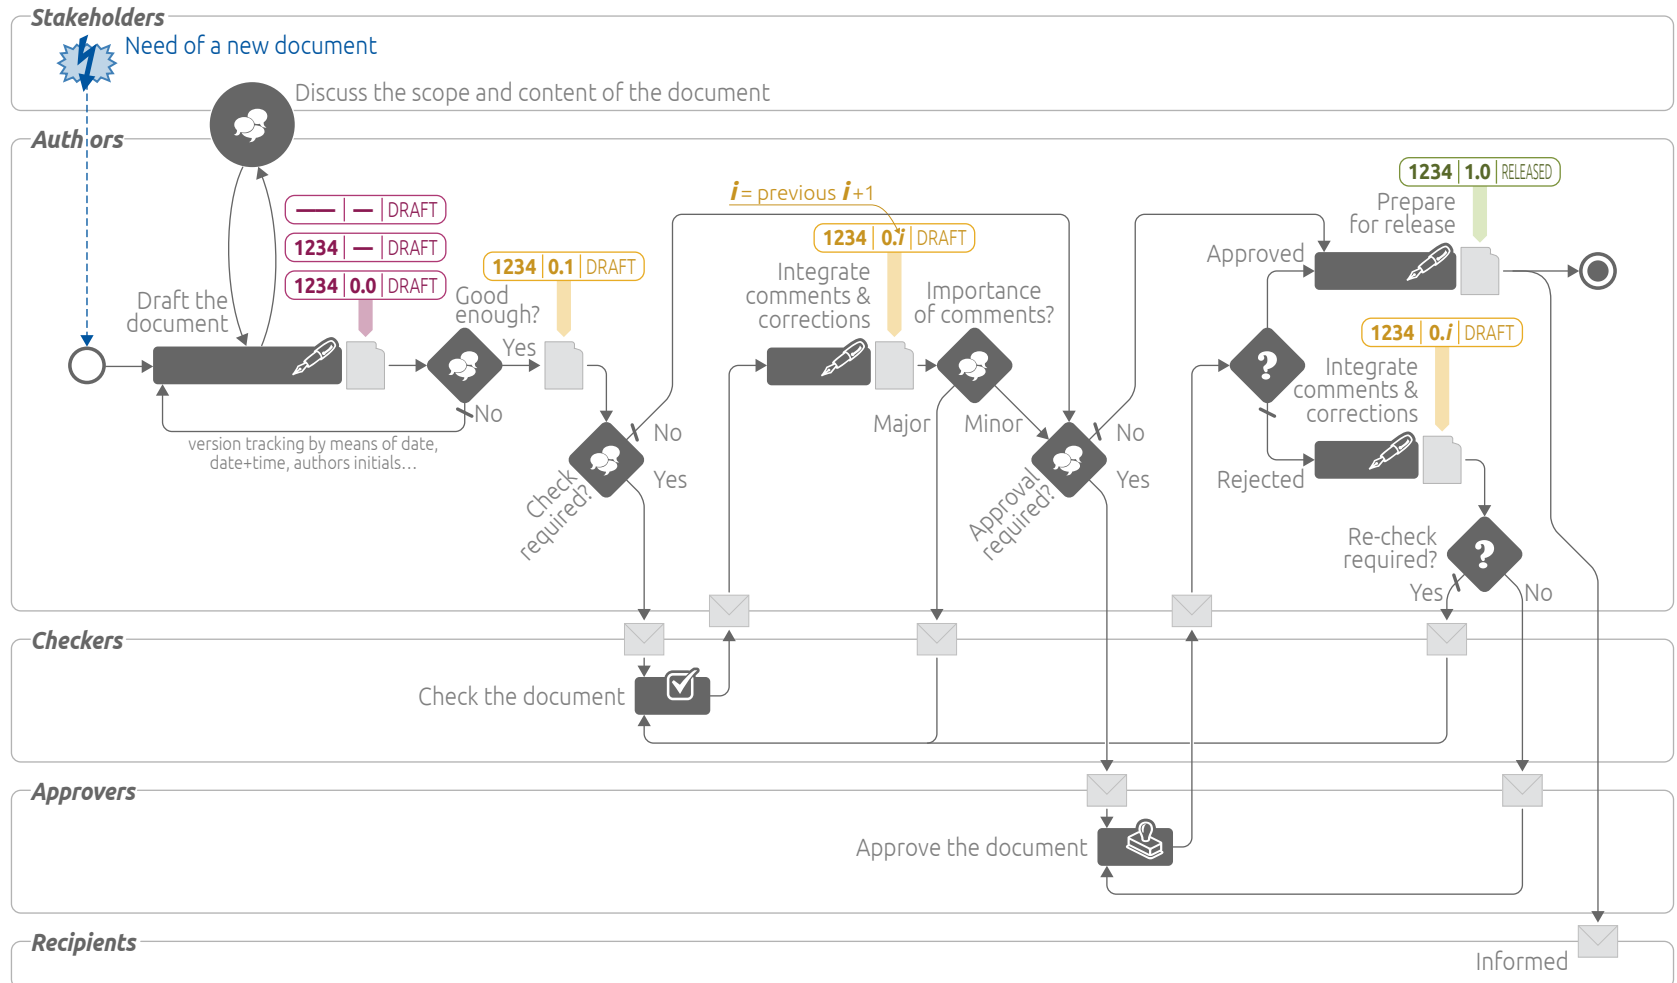 Stakeholders
Need of a new document
Discuss the scope and content of the document
Authors
— | — | DRAFT
1234 | — | DRAFT
1234 | 0.0 | DRAFT
Draft the
document
Good
enough?
Yes
No
version tracking by means of date,
date+time, authors initials...
1234 | 0.1 | DRAFT
Check
required?
No
Yes
i = previous i +1
1234 | 0.i | DRAFT
Integrate
comments &
corrections
Importance
of comments?
Major
Minor
Approval
required?
No
Yes
1234 | 1.0 | RELEASED
Prepare
for release
Approved
?
Rejected
1234 | 0.i | DRAFT
Integrate
comments &
corrections
Re-check
required?
?
Yes
No
Checkers
Check the document
Approvers
Approve the document
Recipients
Informed